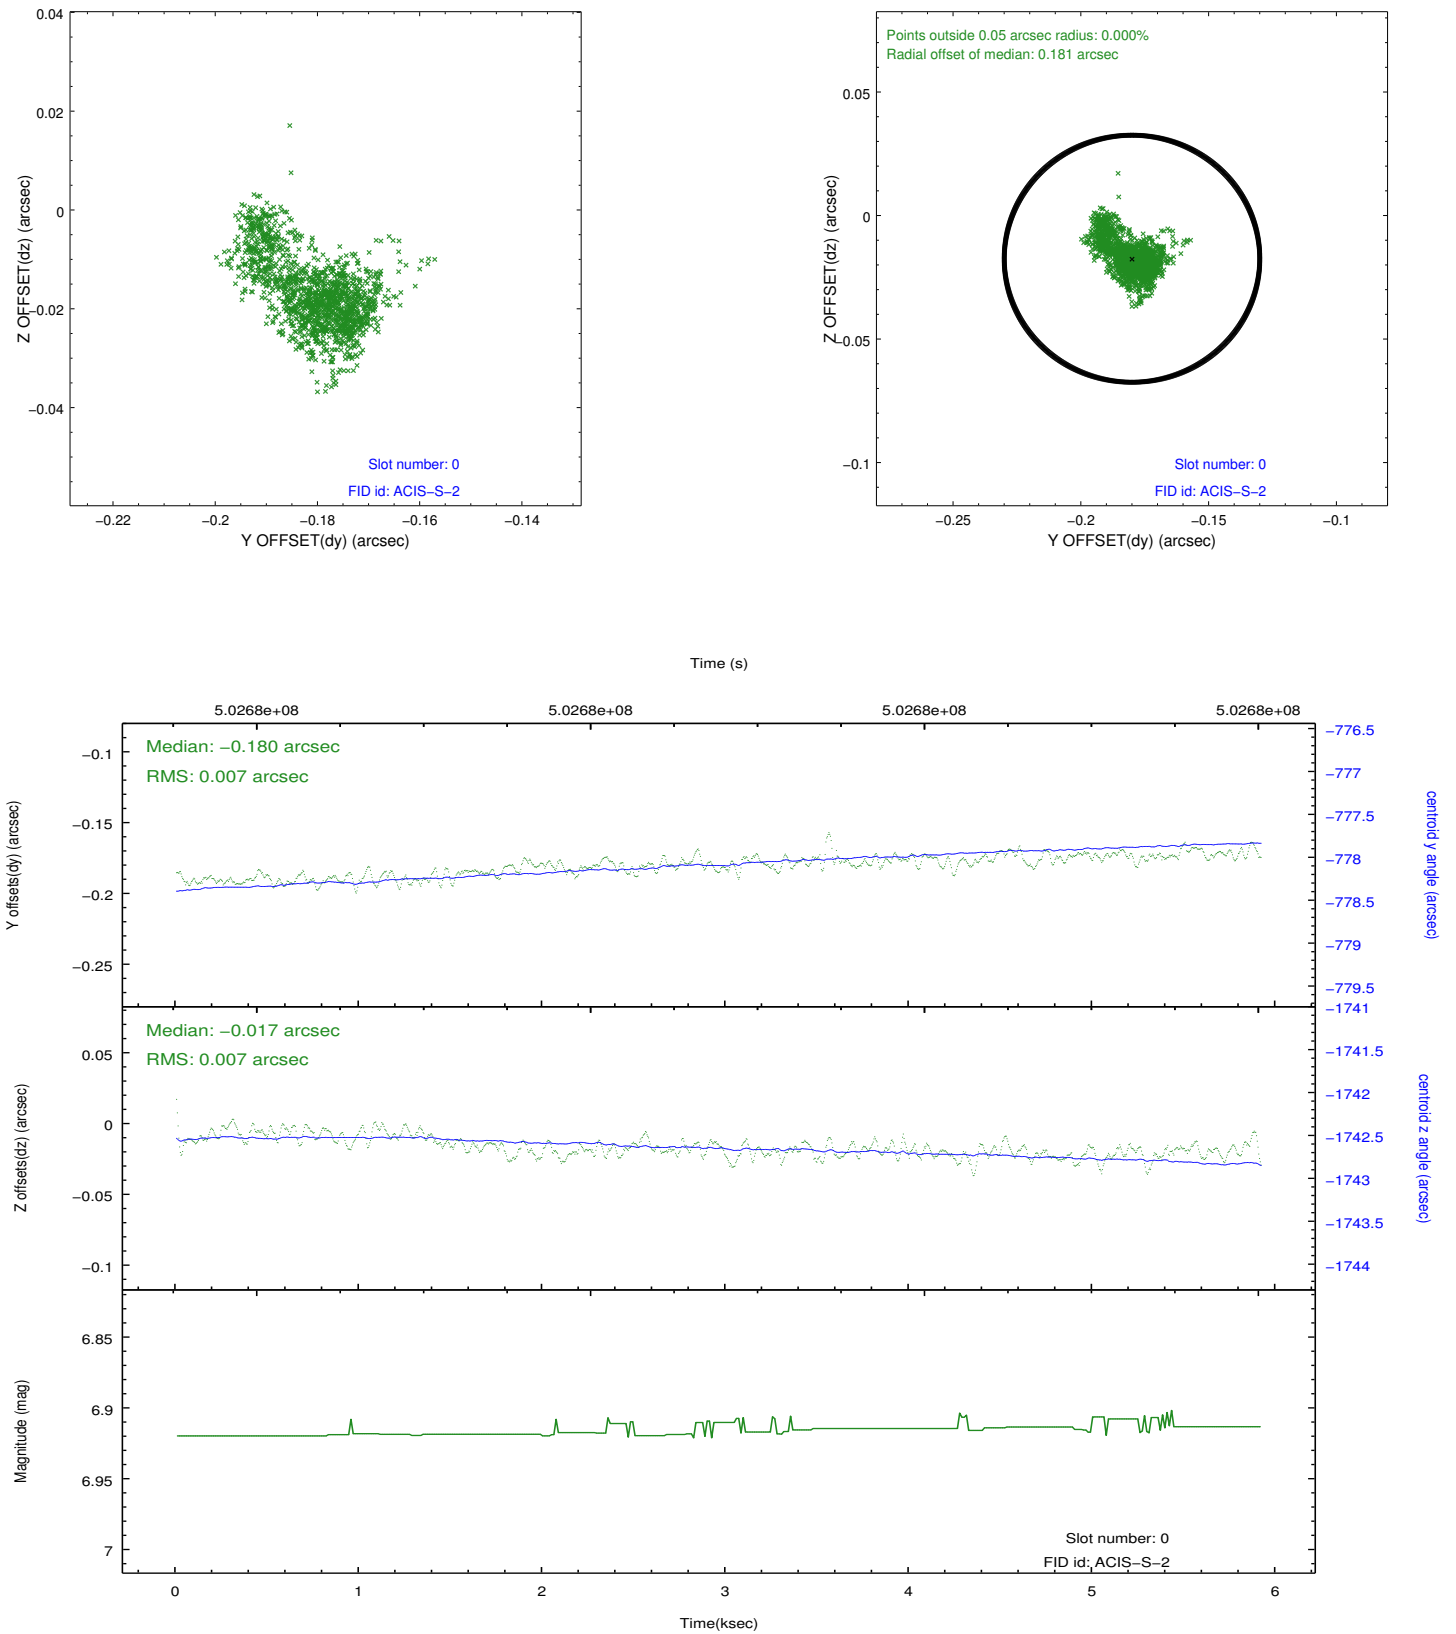 0.04
0.02
0
−0.02
−0.04
Z OFFSET(dz) (arcsec)
Slot number: 0
FID id: ACIS−S−2
−0.22
−0.2
−0.18
−0.16
−0.14
Y OFFSET(dy) (arcsec)
Points outside 0.05 arcsec radius: 0.000%
Radial offset of median: 0.181 arcsec
0.05
0
−0.05
−0.1
Z OFFSET(dz) (arcsec)
Slot number: 0
FID id: ACIS−S−2
−0.25
−0.2
−0.15
−0.1
Y OFFSET(dy) (arcsec)
Time (s)
5.0268e+08
5.0268e+08
5.0268e+08
5.0268e+08
Median: −0.180 arcsec
RMS: 0.007 arcsec
−0.1
−0.15
−0.2
−0.25
Y offsets(dy) (arcsec)
−776.5
−777
−777.5
−778
−778.5
−779
−779.5
centroid y angle (arcsec)
Median: −0.017 arcsec
RMS: 0.007 arcsec
0.05
0
−0.05
−0.1
Z offsets(dz) (arcsec)
−1741
−1741.5
−1742
−1742.5
−1743
−1743.5
−1744
centroid z angle (arcsec)
6.85
6.9
6.95
7
Magnitude (mag)
Slot number: 0
FID id: ACIS−S−2
0
1
2
3
4
5
6
Time(ksec)